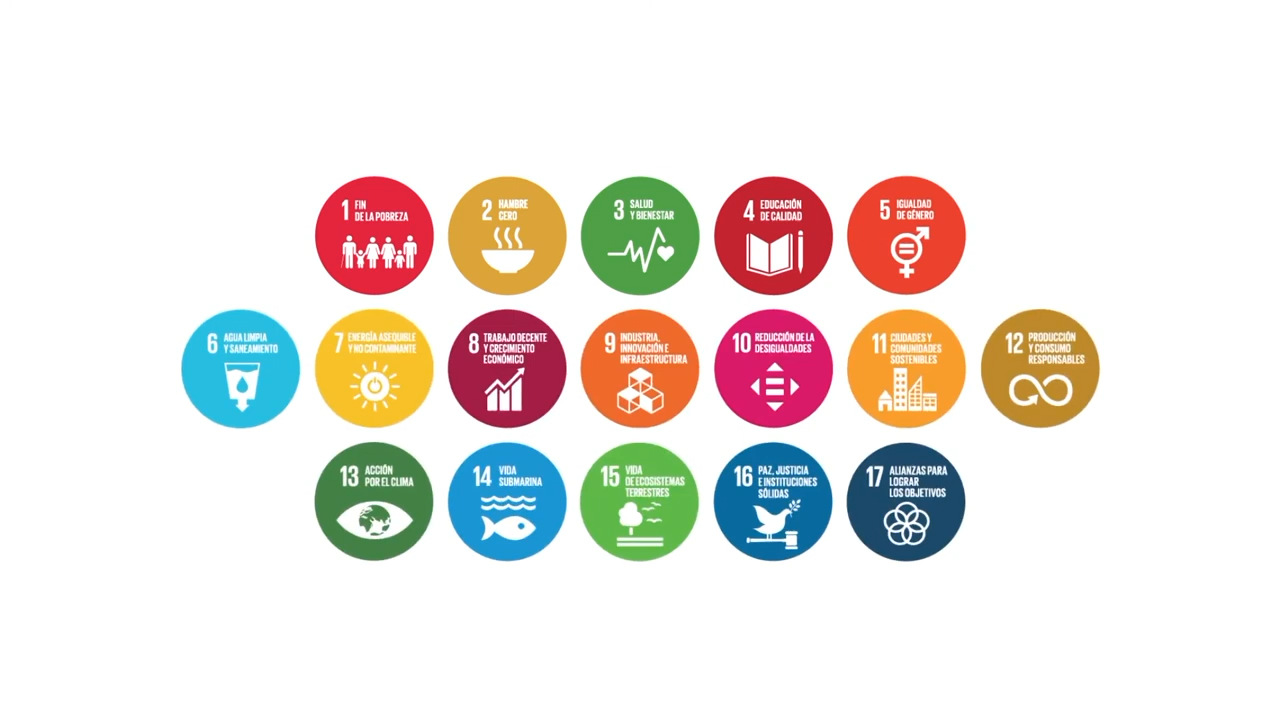 1 FIN
DE LA POBREZA
2 HAMBRE
CERO
3 SALUD
Y BIENESTAR
4 EDUCACIÓN
DE CALIDAD
5 IGUALDAD
DE GÉNERO
6 AGUA LIMPIA
Y SANEAMIENTO
7 ENERGÍA ASEQUIBLE
Y NO CONTAMINANTE
8 TRABAJO DECENTE
Y CRECIMIENTO
ECONÓMICO
9 INDUSTRIA,
INNOVACIÓN E
INFRAESTRUCTURA
10 REDUCCIÓN DE LA
DESIGUALDADES
11 CIUDADES Y
COMUNIDADES
SOSTENIBLES
12 PRODUCCIÓN
Y CONSUMO
RESPONSABLES
13 ACCIÓN
POR EL CLIMA
14 VIDA
SUBMARINA
15 VIDA
DE ECOSISTEMAS
TERRESTRES
16 PAZ, JUSTICIA
E INSTITUCIONES
SÓLIDAS
17 ALIANZAS PARA
LOGRAR
LOS OBJETIVOS